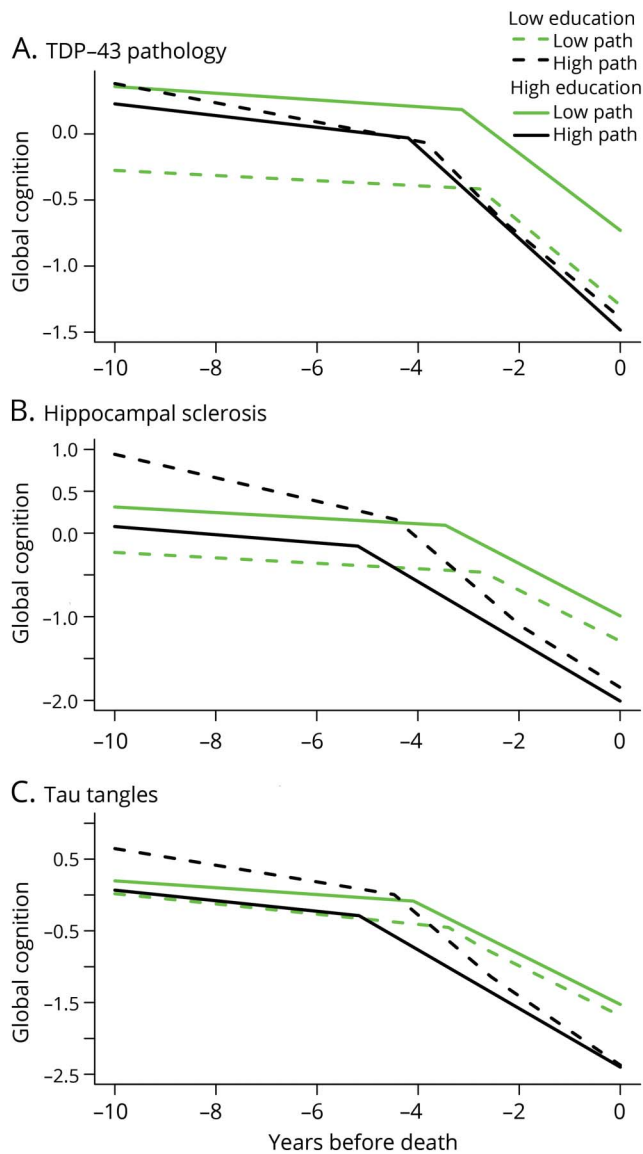 Low education
Low path
High path
High education
Low path
High path
A. TDP–43 pathology
Global cognition
0.0
–0.5
–1.0
–1.5
–10 –8 –6 –4 –2 0
B. Hippocampal sclerosis
Global cognition
1.0
0.5
0.0
–1.0
–2.0
–10 –8 –6 –4 –2 0
C. Tau tangles
Global cognition
0.5
–0.5
–1.5
–2.5
–10 –8 –6 –4 –2 0
Years before death